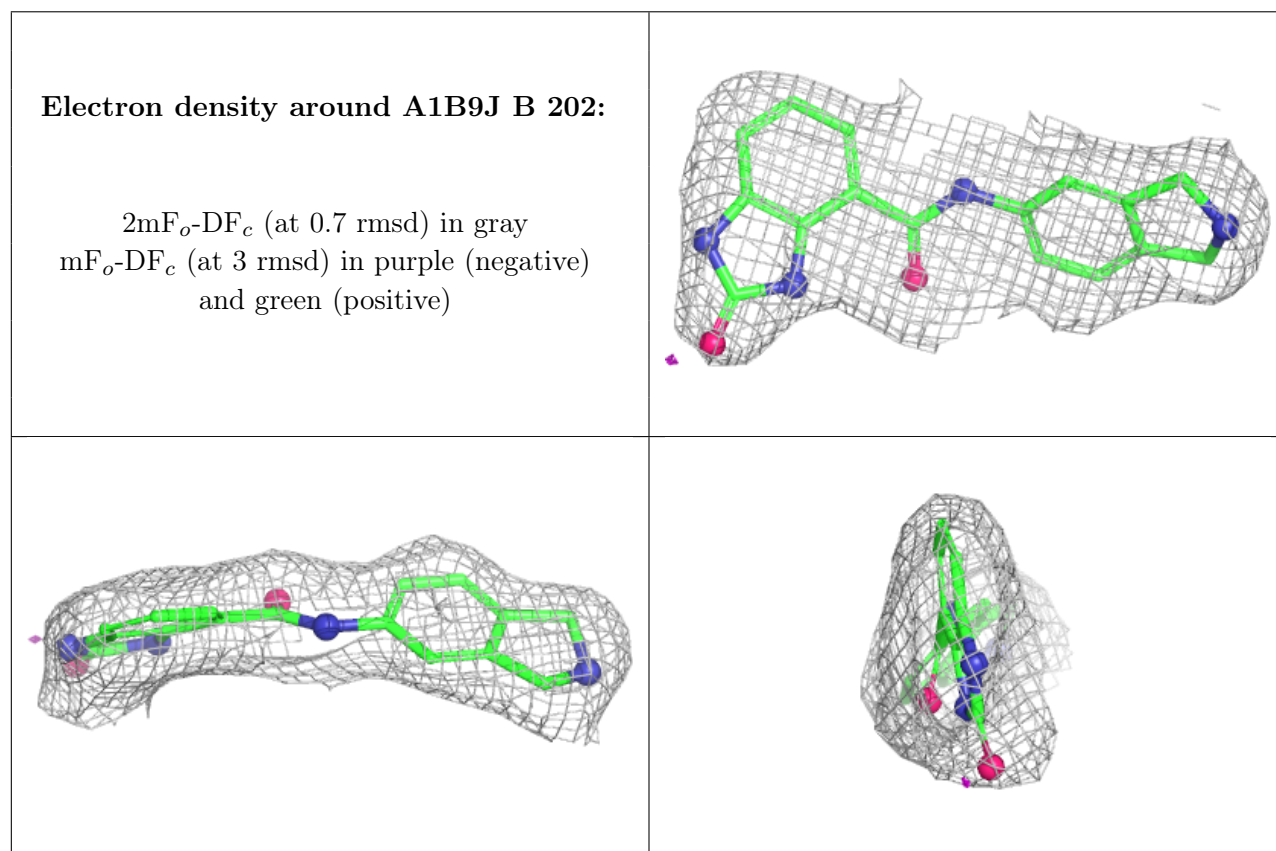 Electron density around A1B9J B 202:
2mFₒ-DF𝒸 (at 0.7 rmsd) in gray
mFₒ-DF𝒸 (at 3 rmsd) in purple (negative)
and green (positive)